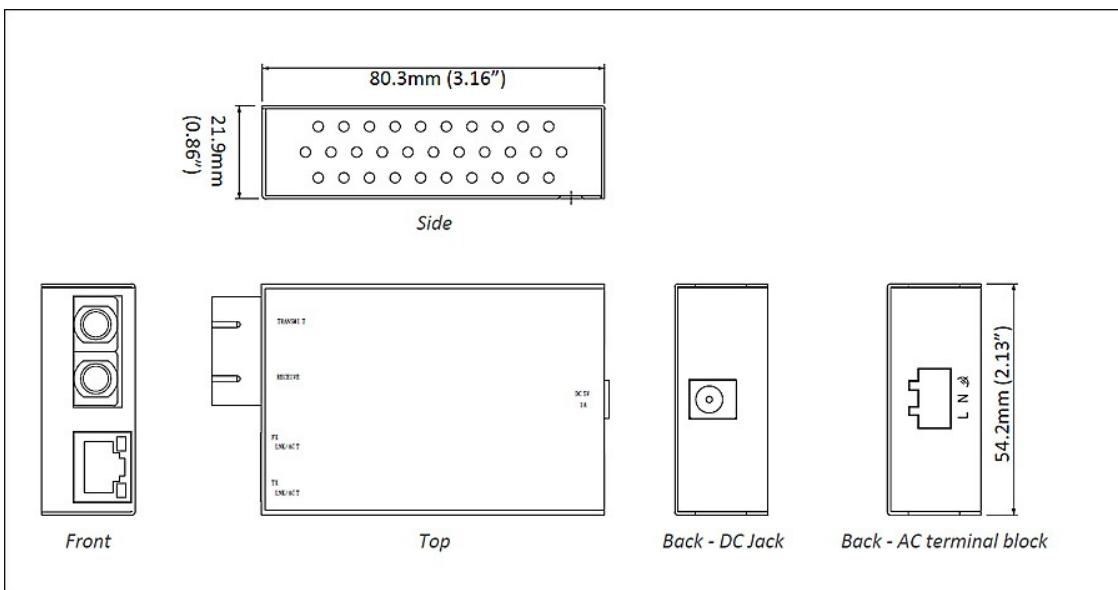 80.3mm (3.16”)
21.9mm
(0.86”)
Side
TRANSMI T
RECEIVE
DC 5V
1A
FX
LNK/ACT
TX
LNK/ACT
L N
54.2mm (2.13”)
Front
Top
Back - DC Jack
Back - AC terminal block